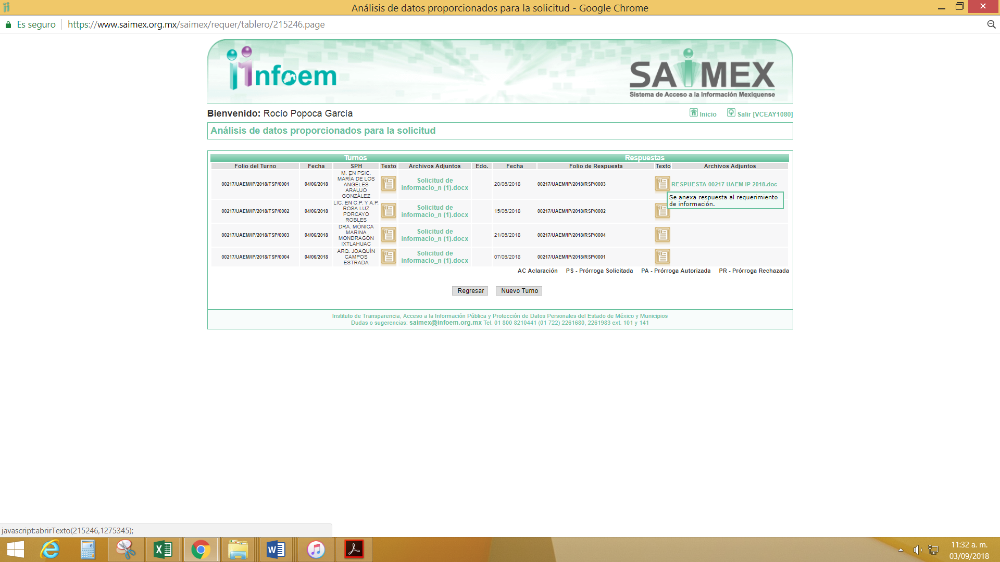 Análisis de datos proporcionados para la solicitud - Google Chrome
Es seguro https://www.saimex.org.mx/saimex/requer/tablero/215246.page
infoem
SAIMEX
Sistema de Acceso a la Información Mexiquense
Bienvenido: Rocío Popoca García
Inicio Salir [VCEAY1080]
Análisis de datos proporcionados para la solicitud
Turnos Respuestas
Folio del Turno Fecha SPH Texto Archivos Adjuntos Edo. Fecha Folio de Respuesta Texto Archivos Adjuntos
00217/UAEM/IP/2018/TSP/0001 04/06/2018 M. EN PSIC. MARÍA DE LOS ANGELES ARAUJO GONZÁLEZ Solicitud de informacio_n (1).docx 20/06/2018 00217/UAEM/IP/2018/RSP/0003 RESPUESTA 00217 UAEM IP 2018.doc
Se anexa respuesta al requerimiento
de información.
00217/UAEM/IP/2018/TSP/0002 04/06/2018 LIC. EN C.P. Y A.P. ROSA LUZ PORCAYO ROBLES Solicitud de informacio_n (1).docx 15/06/2018 00217/UAEM/IP/2018/RSP/0002
00217/UAEM/IP/2018/TSP/0003 04/06/2018 DRA. MÓNICA MARINA MONDRAGÓN IXTLAHUAC Solicitud de informacio_n (1).docx 21/06/2018 00217/UAEM/IP/2018/RSP/0004
00217/UAEM/IP/2018/TSP/0004 04/06/2018 ARQ. JOAQUÍN CAMPOS ESTRADA Solicitud de informacio_n (1).docx 07/06/2018 00217/UAEM/IP/2018/RSP/0001
AC Aclaración PS - Prórroga Solicitada PA - Prórroga Autorizada PR - Prórroga Rechazada
Regresar Nuevo Turno
Instituto de Transparencia, Acceso a la Información Pública y Protección de Datos Personales del Estado de México y Municipios
Dudas o sugerencias: saimex@infoem.org.mx Tel. 01 800 8210441 (01 722) 2261680, 2261983 ext. 101 y 141
javascript:abrirTexto(215246,1275345);
11:32 a. m.
03/09/2018